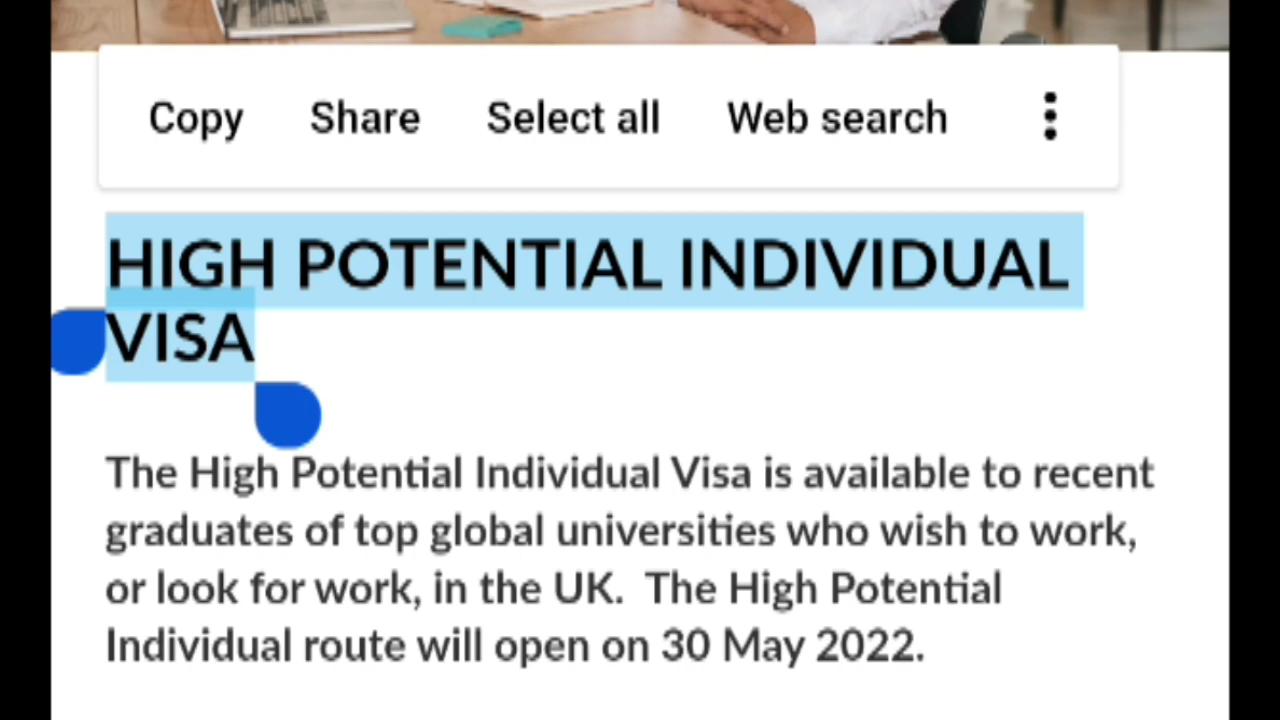 Copy Share Select all Web search
HIGH POTENTIAL INDIVIDUAL
VISA
The High Potential Individual Visa is available to recent
graduates of top global universities who wish to work,
or look for work, in the UK. The High Potential
Individual route will open on 30 May 2022.